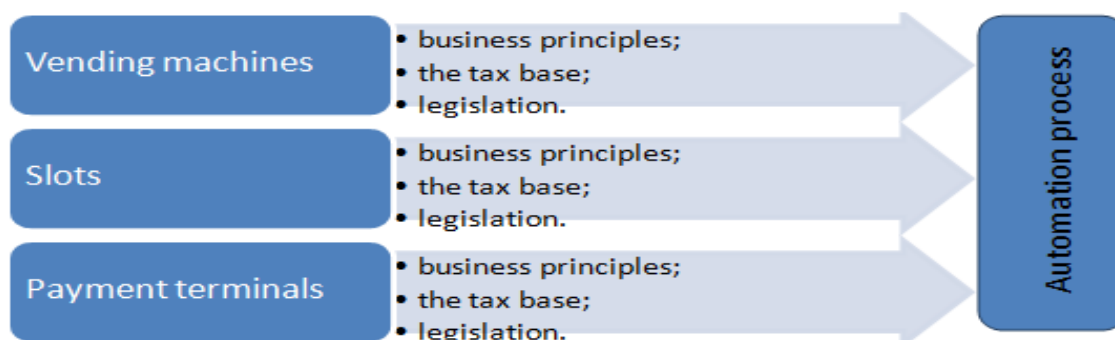 Vending machines
• business principles;
• the tax base;
• legislation.
Slots
• business principles;
• the tax base;
• legislation.
Payment terminals
• business principles;
• the tax base;
• legislation.
Automation process